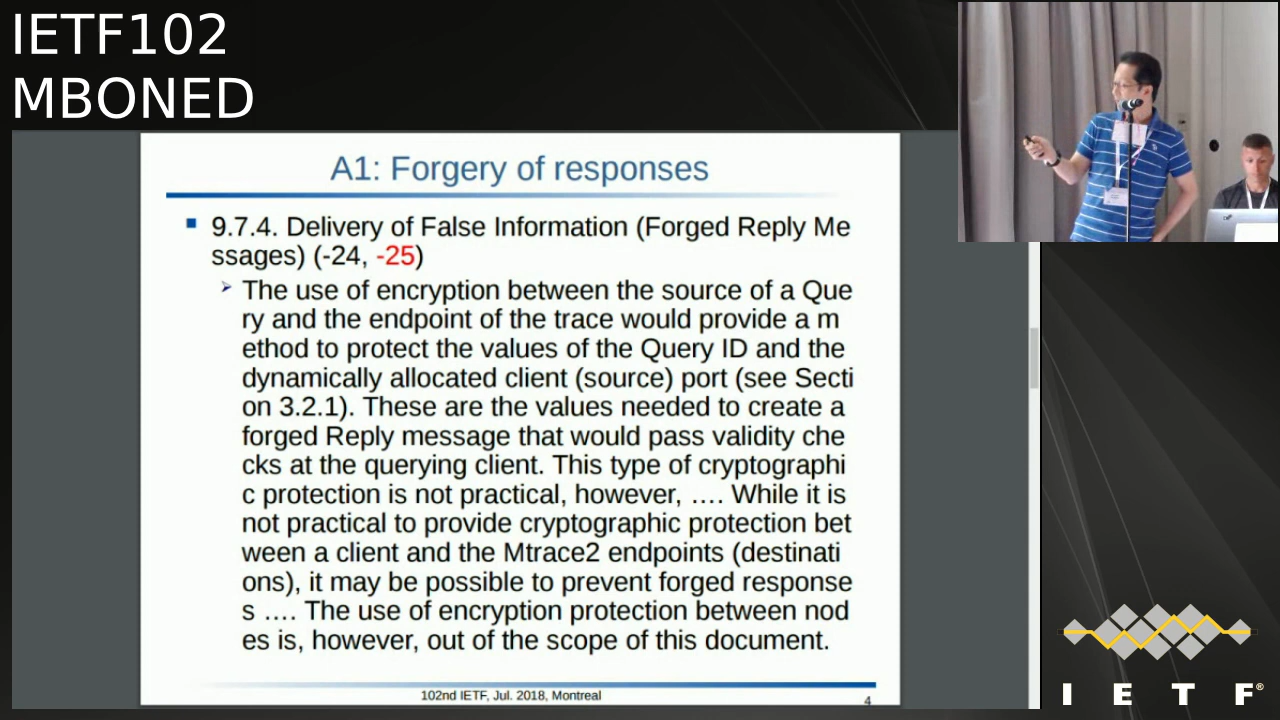 IETF102
MBONED
A1: Forgery of responses
9.7.4. Delivery of False Information (Forged Reply Me
ssages) (-24, -25)
The use of encryption between the source of a Que
ry and the endpoint of the trace would provide a m
ethod to protect the values of the Query ID and the
dynamically allocated client (source) port (see Secti
on 3.2.1). These are the values needed to create a
forged Reply message that would pass validity che
cks at the querying client. This type of cryptographi
c protection is not practical, however, …. While it is
not practical to provide cryptographic protection bet
ween a client and the Mtrace2 endpoints (destinati
ons), it may be possible to prevent forged response
s …. The use of encryption protection between nod
es is, however, out of the scope of this document.
102nd IETF, Jul. 2018, Montreal
4
I E T F®